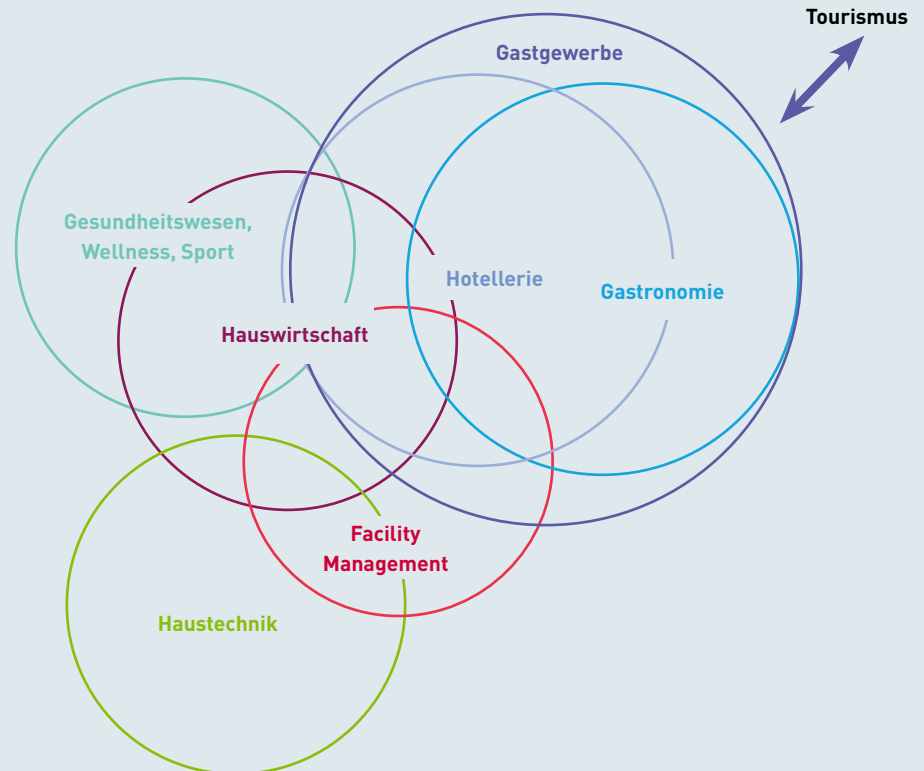 Tourismus
Gastgewerbe
Gesundheitswesen,
Wellness, Sport
Hotellerie
Gastronomie
Hauswirtschaft
Facility
Management
Haustechnik